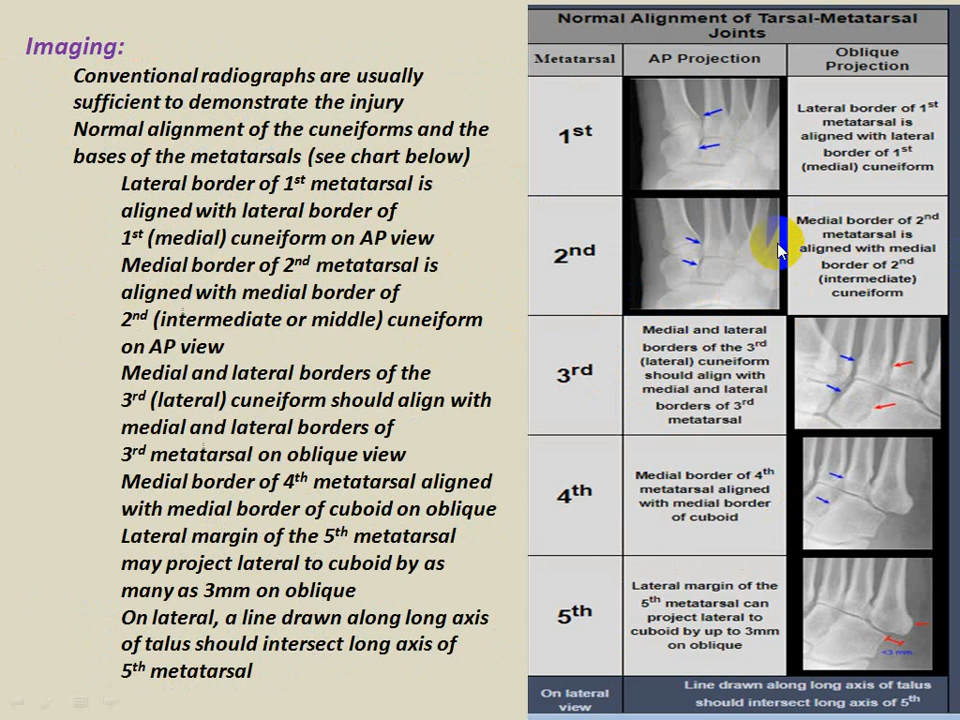 Imaging:
Conventional radiographs are usually
sufficient to demonstrate the injury
Normal alignment of the cuneiforms and the
bases of the metatarsals (see chart below)
Lateral border of 1st metatarsal is
aligned with lateral border of
1st (medial) cuneiform on AP view
Medial border of 2nd metatarsal is
aligned with medial border of
2nd (intermediate or middle) cuneiform
on AP view
Medial and lateral borders of the
3rd (lateral) cuneiform should align with
medial and lateral borders of
3rd metatarsal on oblique view
Medial border of 4th metatarsal aligned
with medial border of cuboid on oblique
Lateral margin of the 5th metatarsal
may project lateral to cuboid by as
many as 3mm on oblique
On lateral, a line drawn along long axis
of talus should intersect long axis of
5th metatarsal
Normal Alignment of Tarsal-Metatarsal
Joints
Metatarsal
AP Projection
Oblique
Projection
1st
Lateral border of 1st
metatarsal is
aligned with lateral
border of 1st
(medial) cuneiform
2nd
Medial border of 2nd
metatarsal is
aligned with medial
border of 2nd
(intermediate)
cuneiform
3rd
Medial and lateral
borders of the 3rd
(lateral) cuneiform
should align with
medial and lateral
borders of 3rd
metatarsal
4th
Medial border of 4th
metatarsal aligned
with medial border
of cuboid
5th
Lateral margin of the
5th metatarsal can
project lateral to
cuboid by up to 3mm
on oblique
<3 mm
On lateral
view
Line drawn along long axis of talus
should intersect long axis of 5th